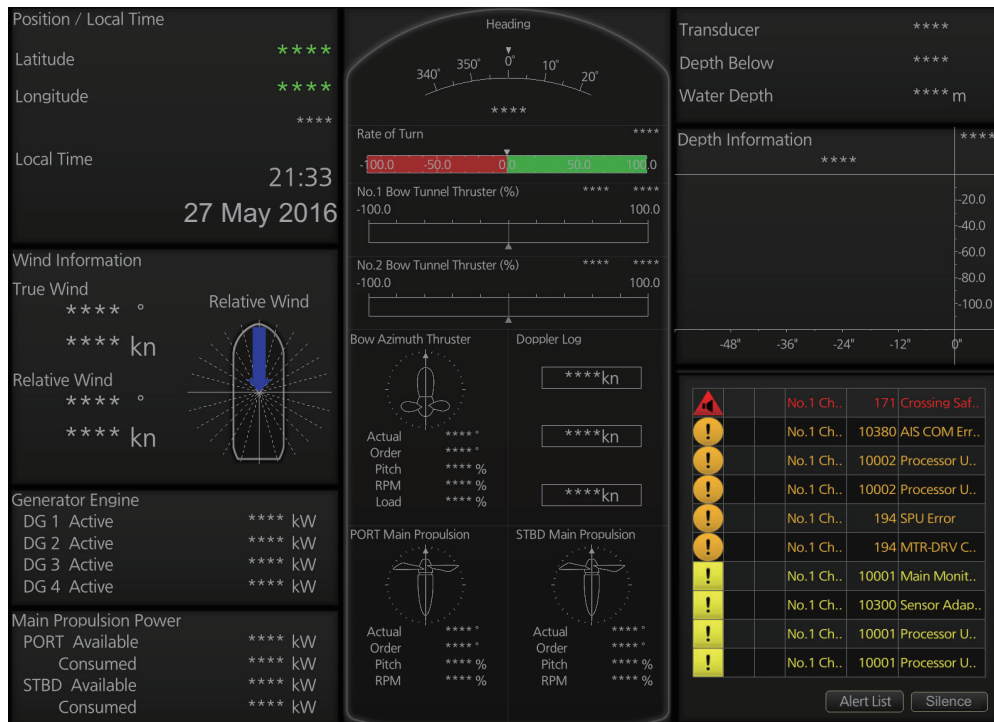 Position / Local Time
Latitude ****
Longitude ****
****
Local Time
21:33
27 May 2016
Wind Information
True Wind
**** °
**** kn
Relative Wind
Relative Wind
**** °
**** kn
Generator Engine
DG 1 Active **** kW
DG 2 Active **** kW
DG 3 Active **** kW
DG 4 Active **** kW
Main Propulsion Power
PORT Available **** kW
Consumed **** kW
STBD Available **** kW
Consumed **** kW
Heading
340° 350° 0° 10° 20°
****
Rate of Turn ****
-100.0 -50.0 0.0 50.0 100.0
No.1 Bow Tunnel Thruster (%) **** ****
-100.0 100.0
No.2 Bow Tunnel Thruster (%) **** ****
-100.0 100.0
Bow Azimuth Thruster
Actual **** °
Order **** °
Pitch **** %
RPM **** %
Load **** %
Doppler Log
****kn
****kn
****kn
PORT Main Propulsion
Actual **** °
Order **** °
Pitch **** %
RPM **** %
STBD Main Propulsion
Actual **** °
Order **** °
Pitch **** %
RPM **** %
Transducer ****
Depth Below ****
Water Depth **** m
Depth Information ****
****
-20.0
-40.0
-60.0
-80.0
-100.0
-48° -36° -24° -12° 0°
No.1 Ch.. 171 Crossing Saf..
! No.1 Ch.. 10380 AIS COM Err..
! No.1 Ch.. 10002 Processor U..
! No.1 Ch.. 10002 Processor U..
! No.1 Ch.. 194 SPU Error
! No.1 Ch.. 194 MTR-DRV C..
! No.1 Ch.. 10001 Main Monit..
! No.1 Ch.. 10300 Sensor Adap..
! No.1 Ch.. 10001 Processor U..
! No.1 Ch.. 10001 Processor U..
Alert List Silence